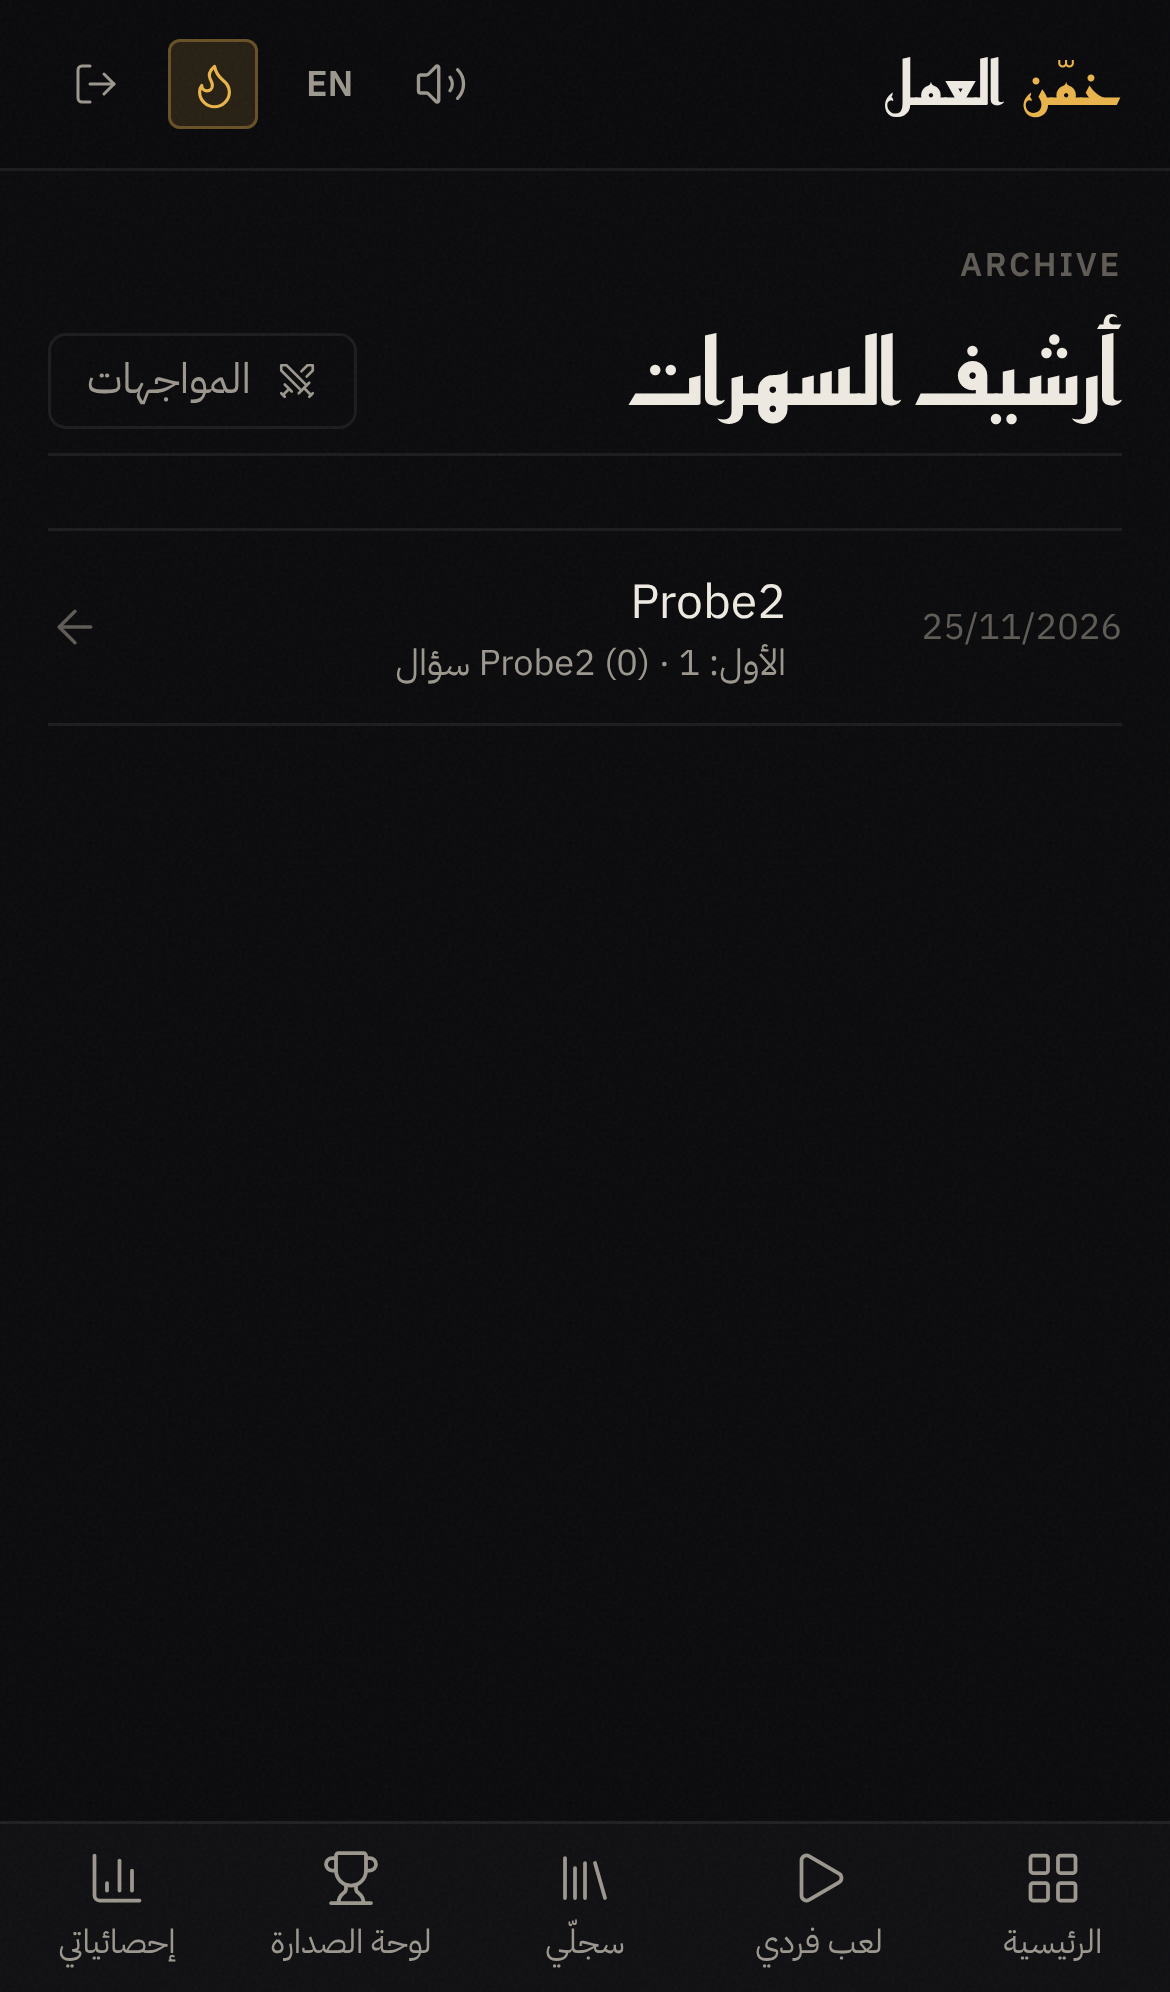 خمّن العمل
EN
ARCHIVE
أرشيف السهرات
المواجهات
25/11/2026
Probe2
الأول: Probe2 (0) · 1 سؤال
الرئيسية
لعب فردي
سجلّي
لوحة الصدارة
إحصائياتي